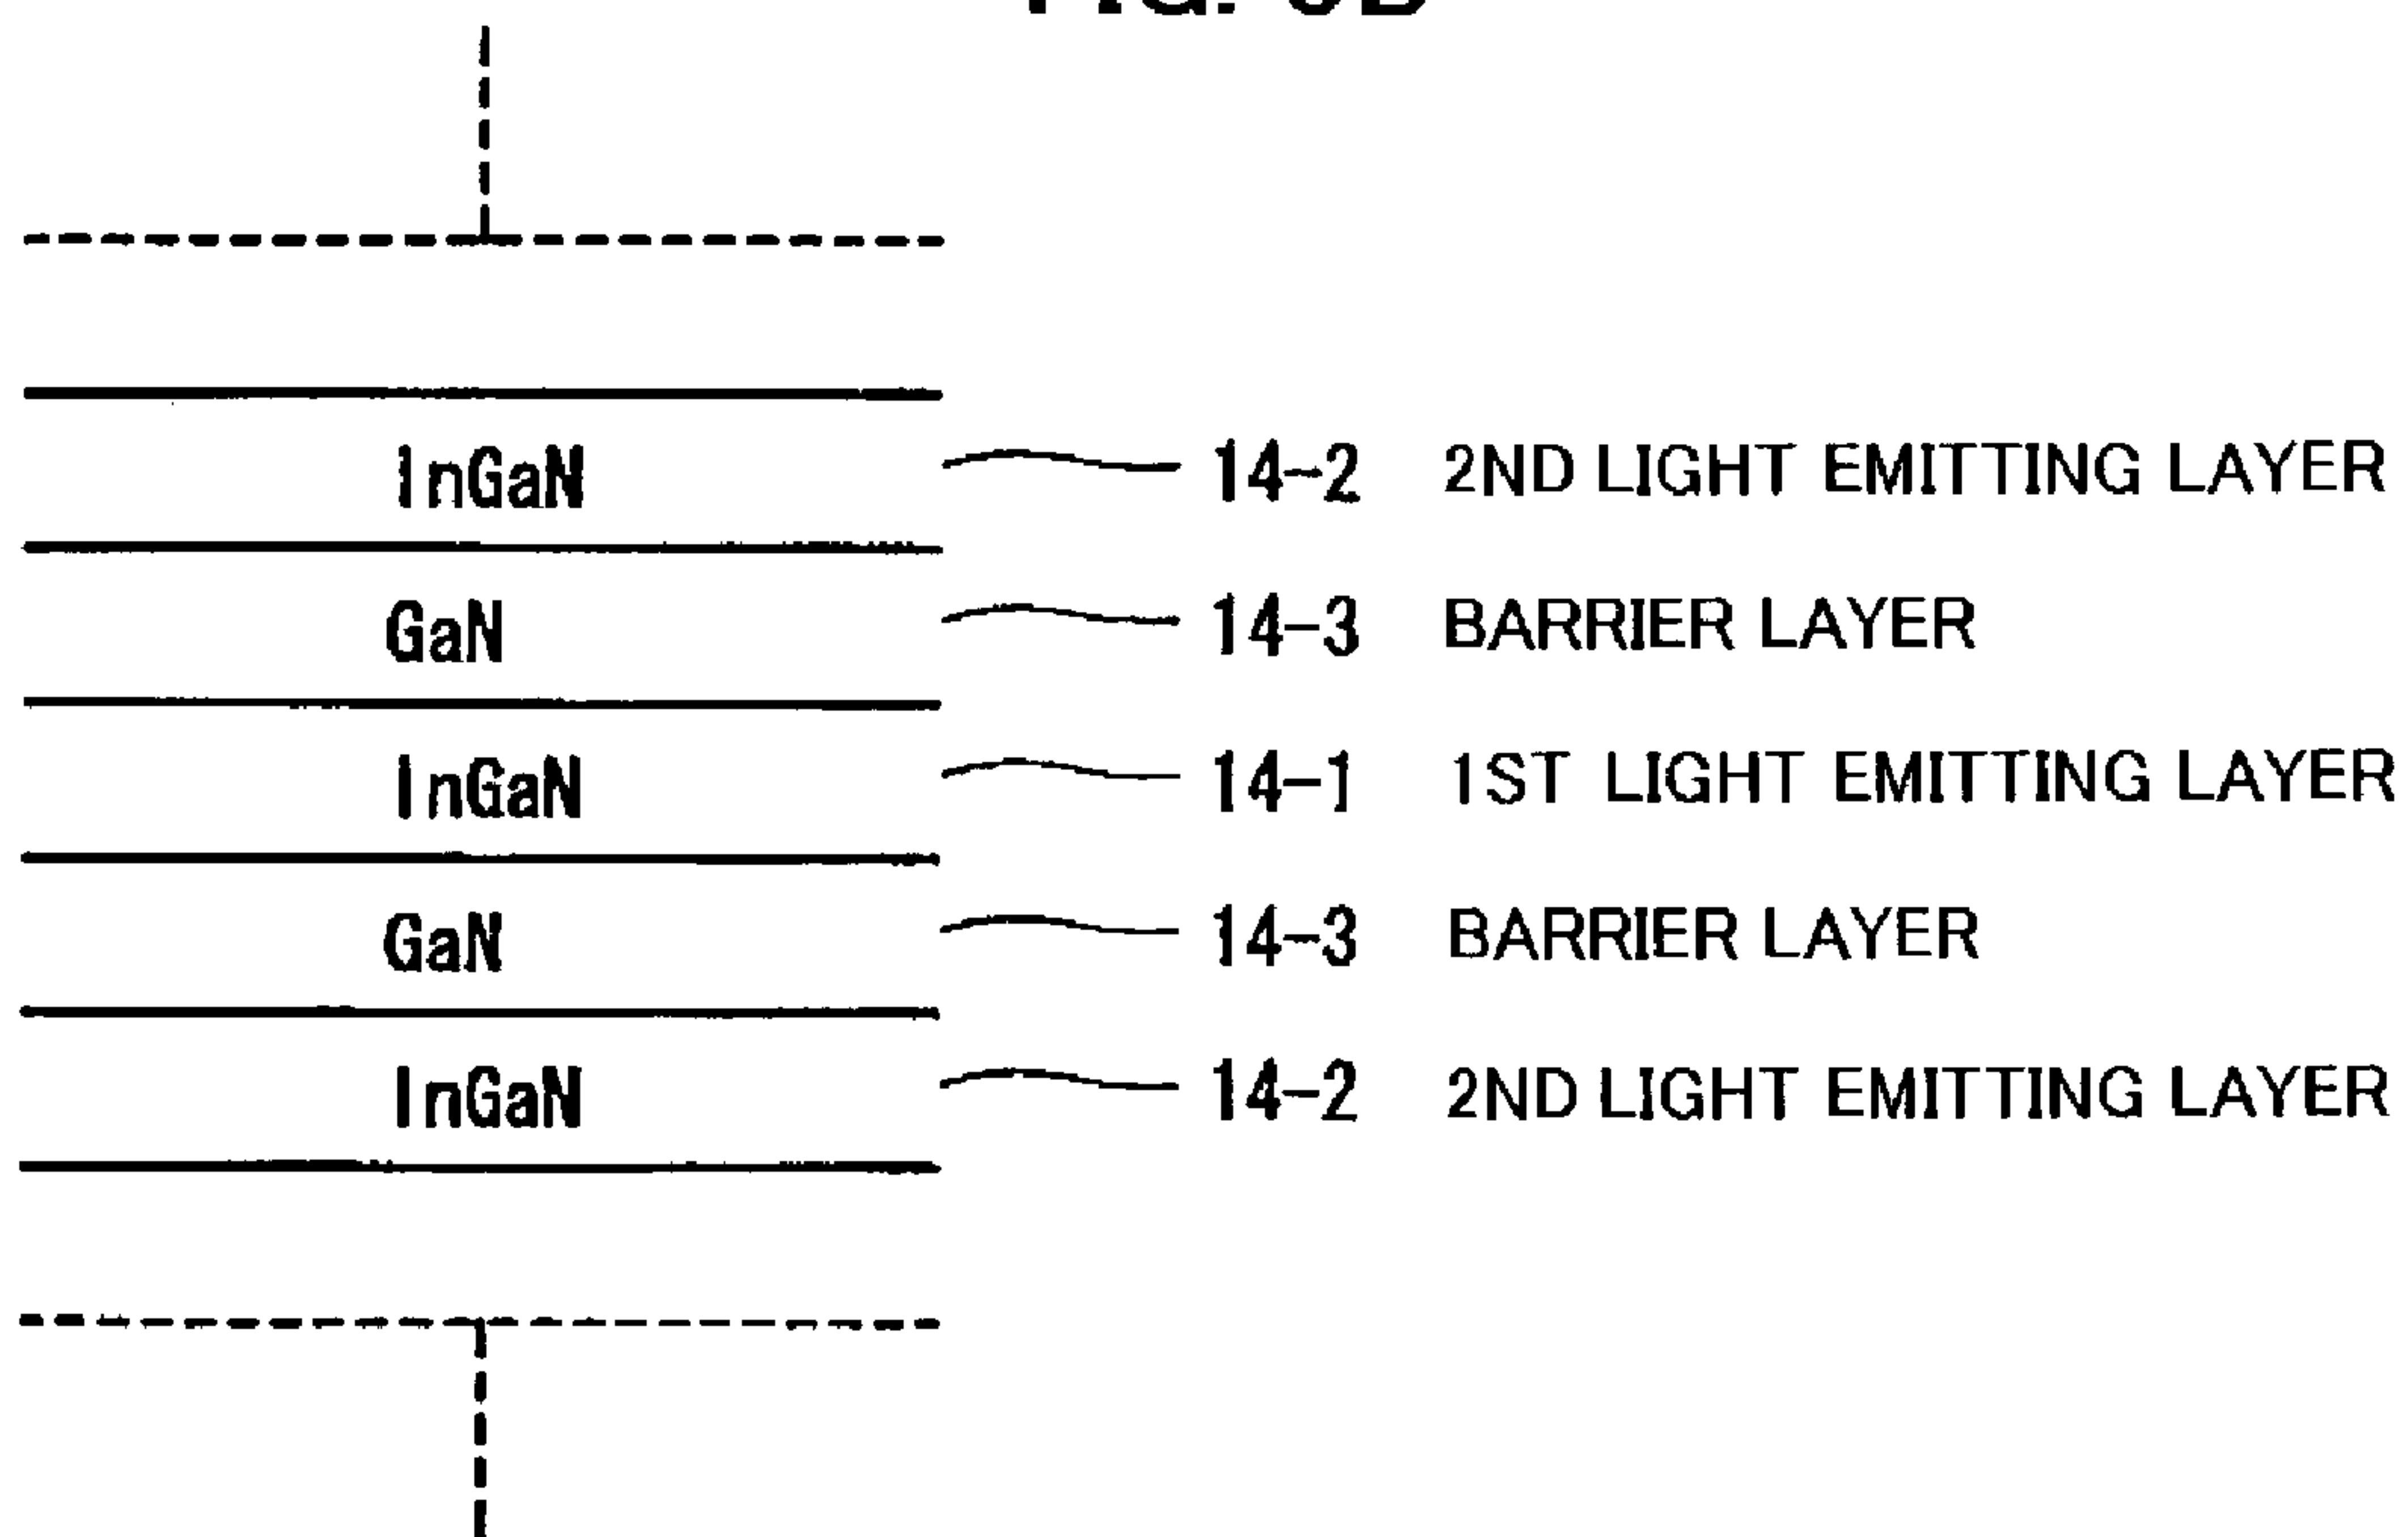 FIG.
InGaN 14-2 2ND LIGHT EMITTING LAYER
GaN 14-3 BARRIER LAYER
InGaN 14-1 1ST LIGHT EMITTING LAYER
GaN 14-3 BARRIER LAYER
InGaN 14-2 2ND LIGHT EMITTING LAYER